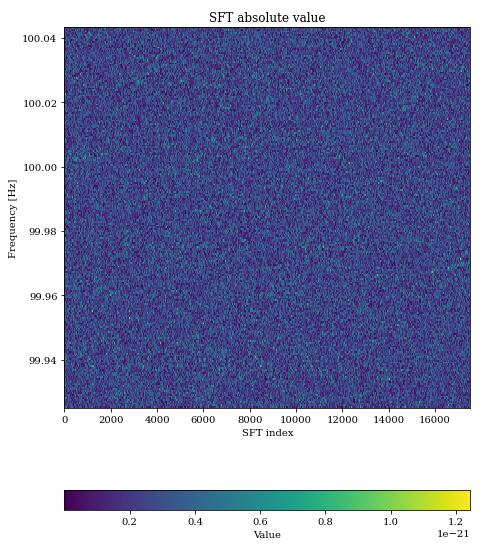 SFT absolute value
100.04
100.02
100.00
99.98
99.96
99.94
Frequency [Hz]
0 2000 4000 6000 8000 10000 12000 14000 16000
SFT index
0.2 0.4 0.6 0.8 1.0 1.2
1e−21
Value